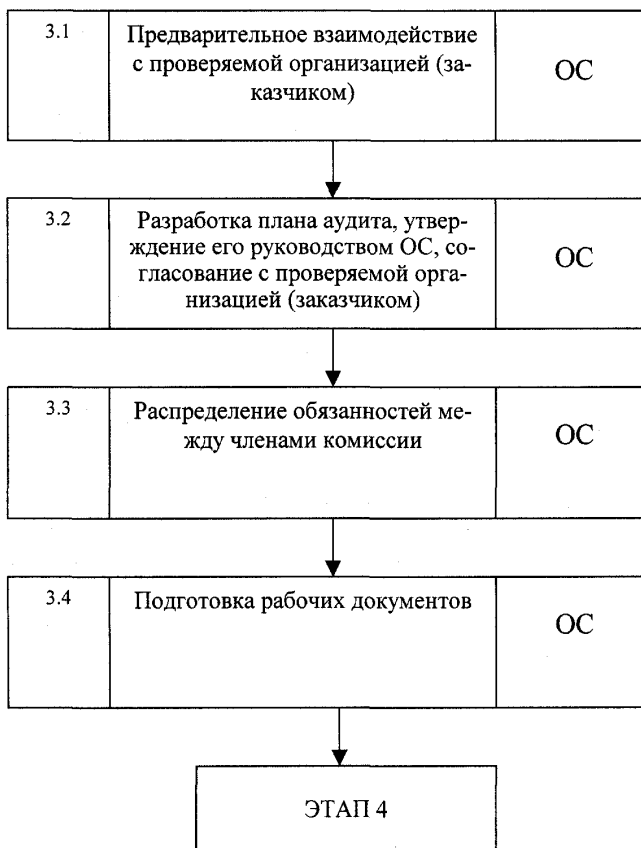 3.1
Предварительное взаимодействие
с проверяемой организацией (за-
казчиком)
ОС
3.2
Разработка плана аудита, утвер-
ждение его руководством ОС, со-
гласование с проверяемой орга-
низацией (заказчиком)
ОС
3.3
Распределение обязанностей ме-
жду членами комиссии
ОС
3.4
Подготовка рабочих документов
ОС
ЭТАП 4